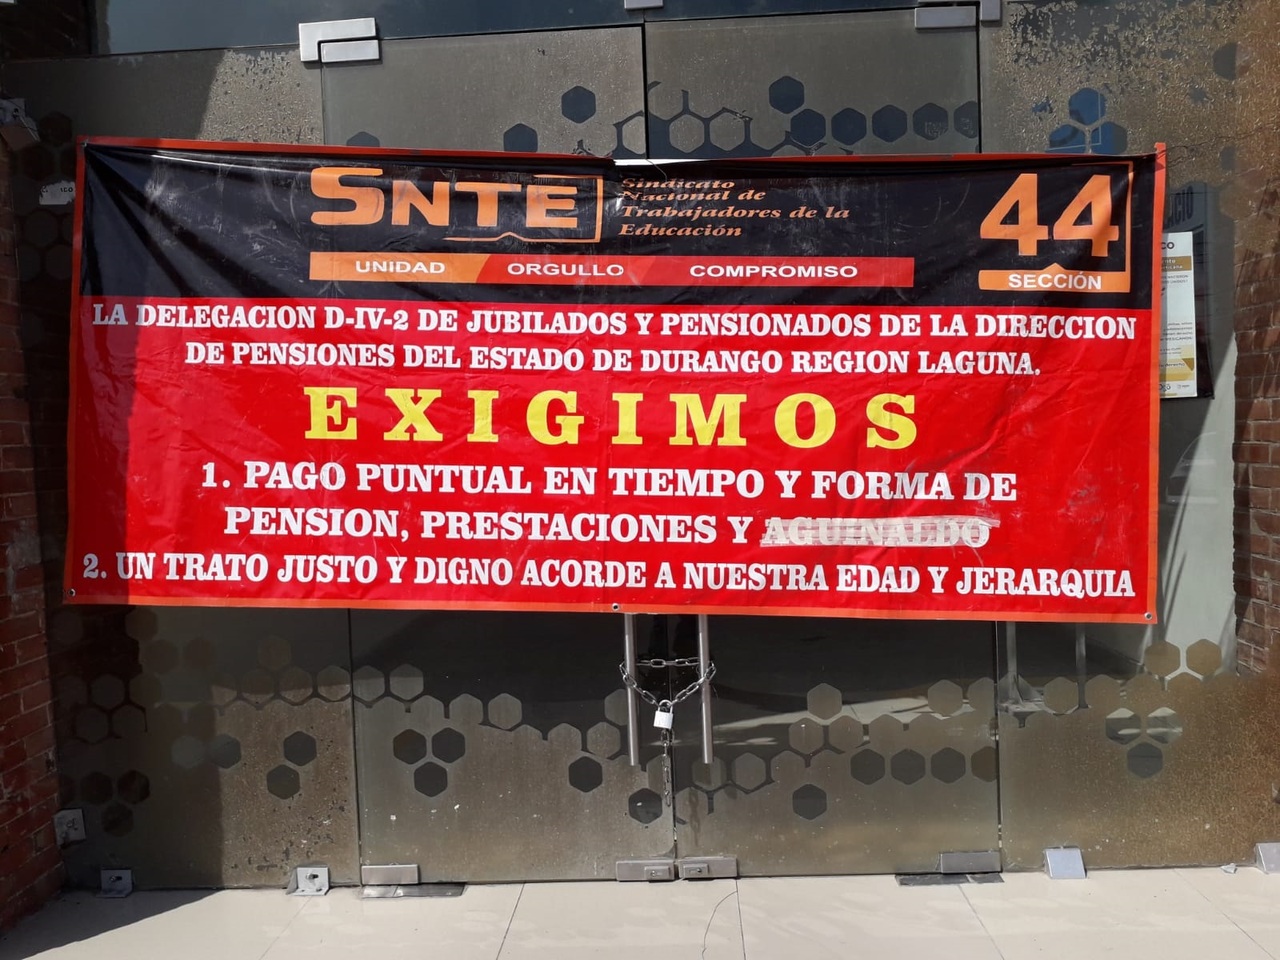 SNTE
Sindicato
Nacional de
Trabajadores de la
Educación
44
SECCIÓN
UNIDAD ORGULLO COMPROMISO
LA DELEGACION D-IV-2 DE JUBILADOS Y PENSIONADOS DE LA DIRECCION
DE PENSIONES DEL ESTADO DE DURANGO REGION LAGUNA.
EXIGIMOS
1. PAGO PUNTUAL EN TIEMPO Y FORMA DE
PENSION, PRESTACIONES Y AGUINALDO
2. UN TRATO JUSTO Y DIGNO ACORDE A NUESTRA EDAD Y JERARQUIA